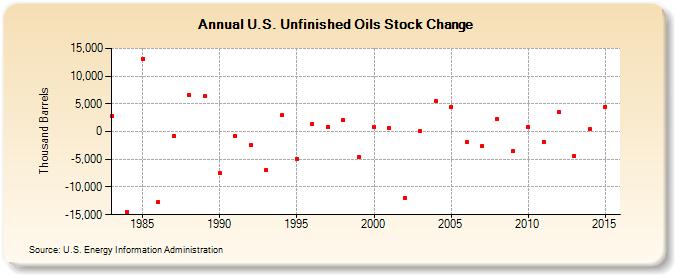 Annual U.S. Unfinished Oils Stock Change
Thousand Barrels
15,000
10,000
5,000
0
-5,000
-10,000
-15,000
1985 1990 1995 2000 2005 2010 2015
Source: U.S. Energy Information Administration